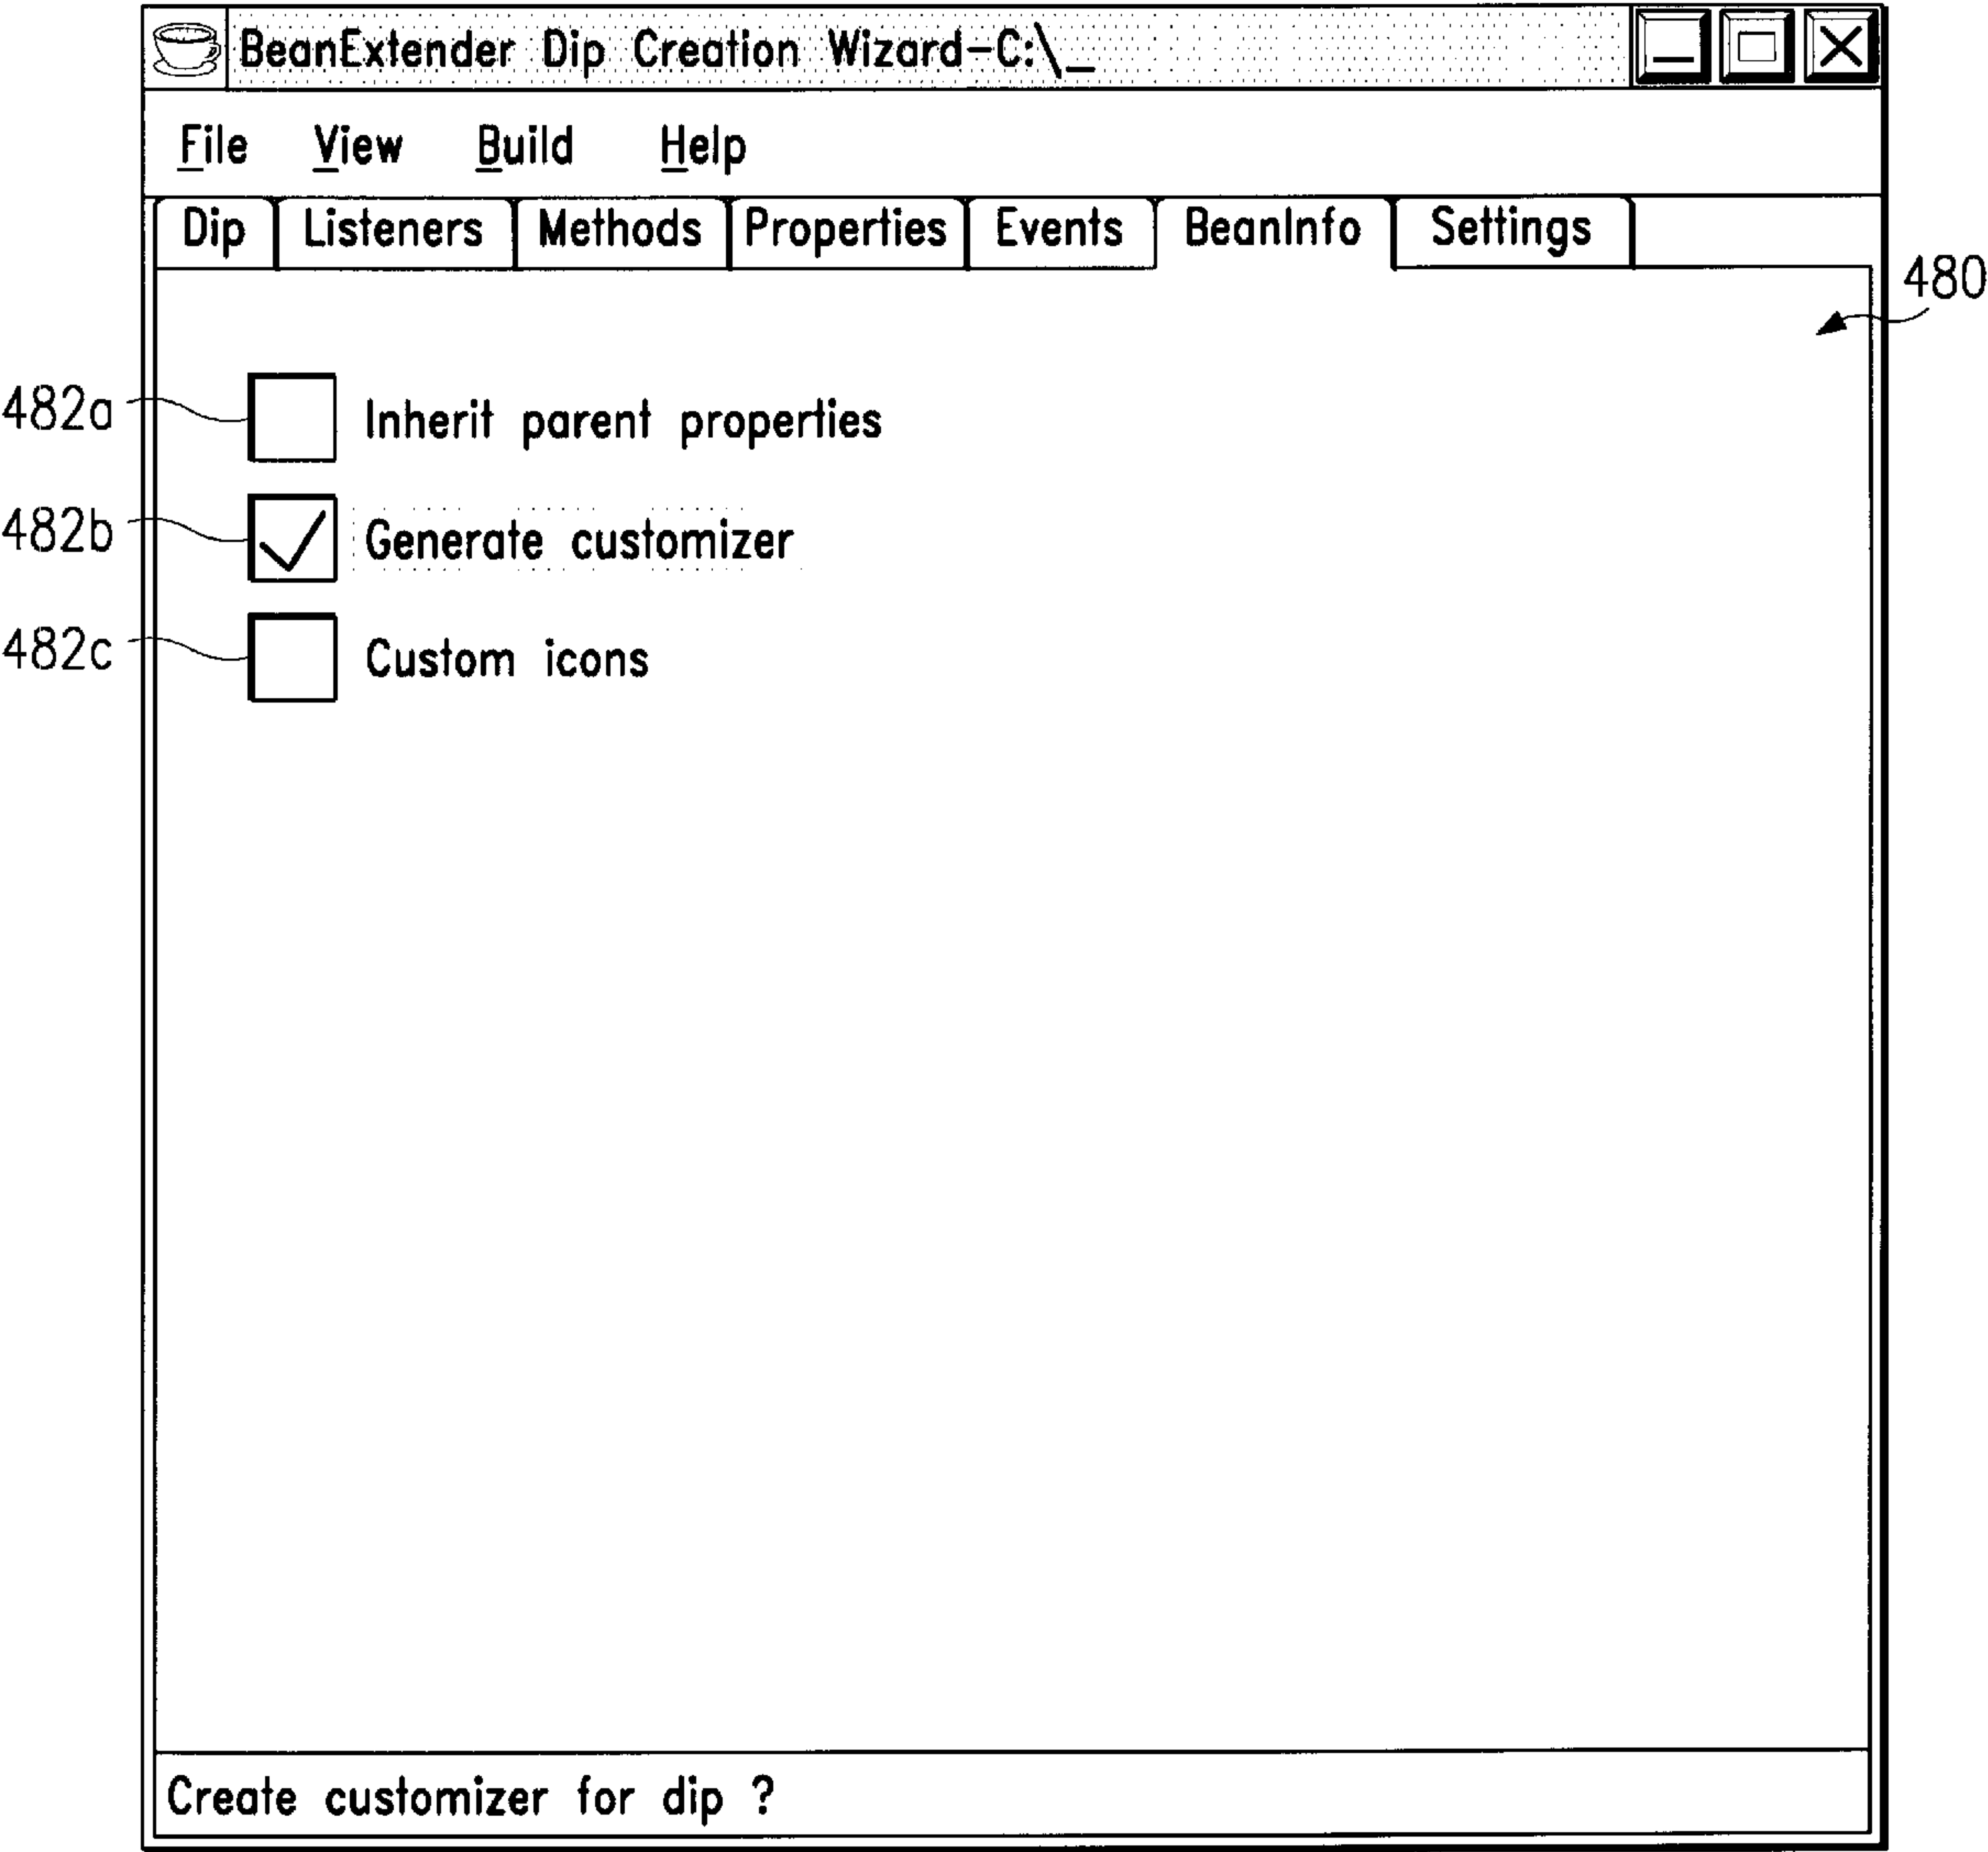 BeanExtender Dip Creation Wizard-C:\_
File View Build Help
Dip Listeners Methods Properties Events BeanInfo Settings
480
482a Inherit parent properties
482b Generate customizer
482c Custom icons
Create customizer for dip ?